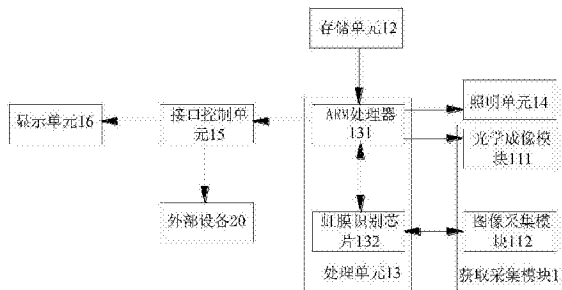 存储单元12
照明单元14
显示单元16
接口控制单
元15
ARM处理器
131
光学成像模
块111
外部设备20
虹膜识别芯
片132
图像采集模
块112
处理单元13
获取采集模块1